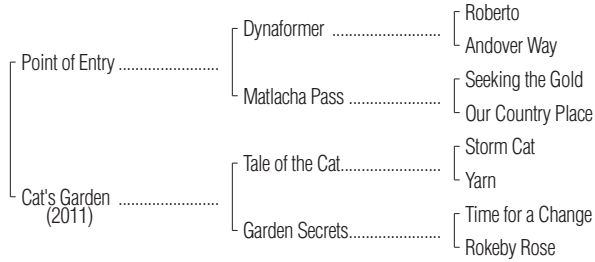 Roberto
Dynaformer ........................
Andover Way
Point of Entry ......................
Seeking the Gold
Matlacha Pass ....................
Our Country Place
Storm Cat
Tale of the Cat......................
Yarn
Cat's Garden ......................
(2011)
Time for a Change
Garden Secrets....................
Rokeby Rose